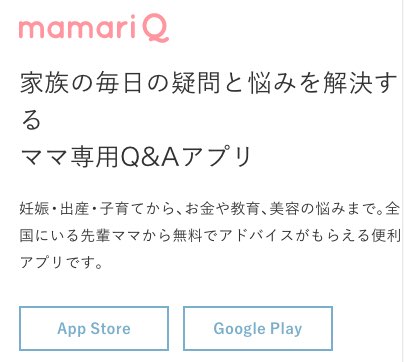 mamari Q
家族の毎日の疑問と悩みを解決す
る
ママ専用Q&Aアプリ
妊娠・出産・子育てから、お金や教育、美容の悩みまで。全
国にいる先輩ママから無料でアドバイスがもらえる便利
アプリです。
App Store
Google Play